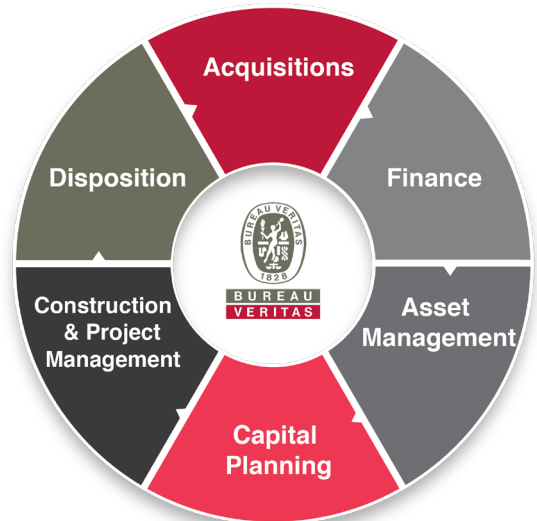 Acquisitions
Finance
Asset
Management
Capital
Planning
Construction
& Project
Management
Disposition
BUREAU VERITAS
1828
BUREAU
VERITAS